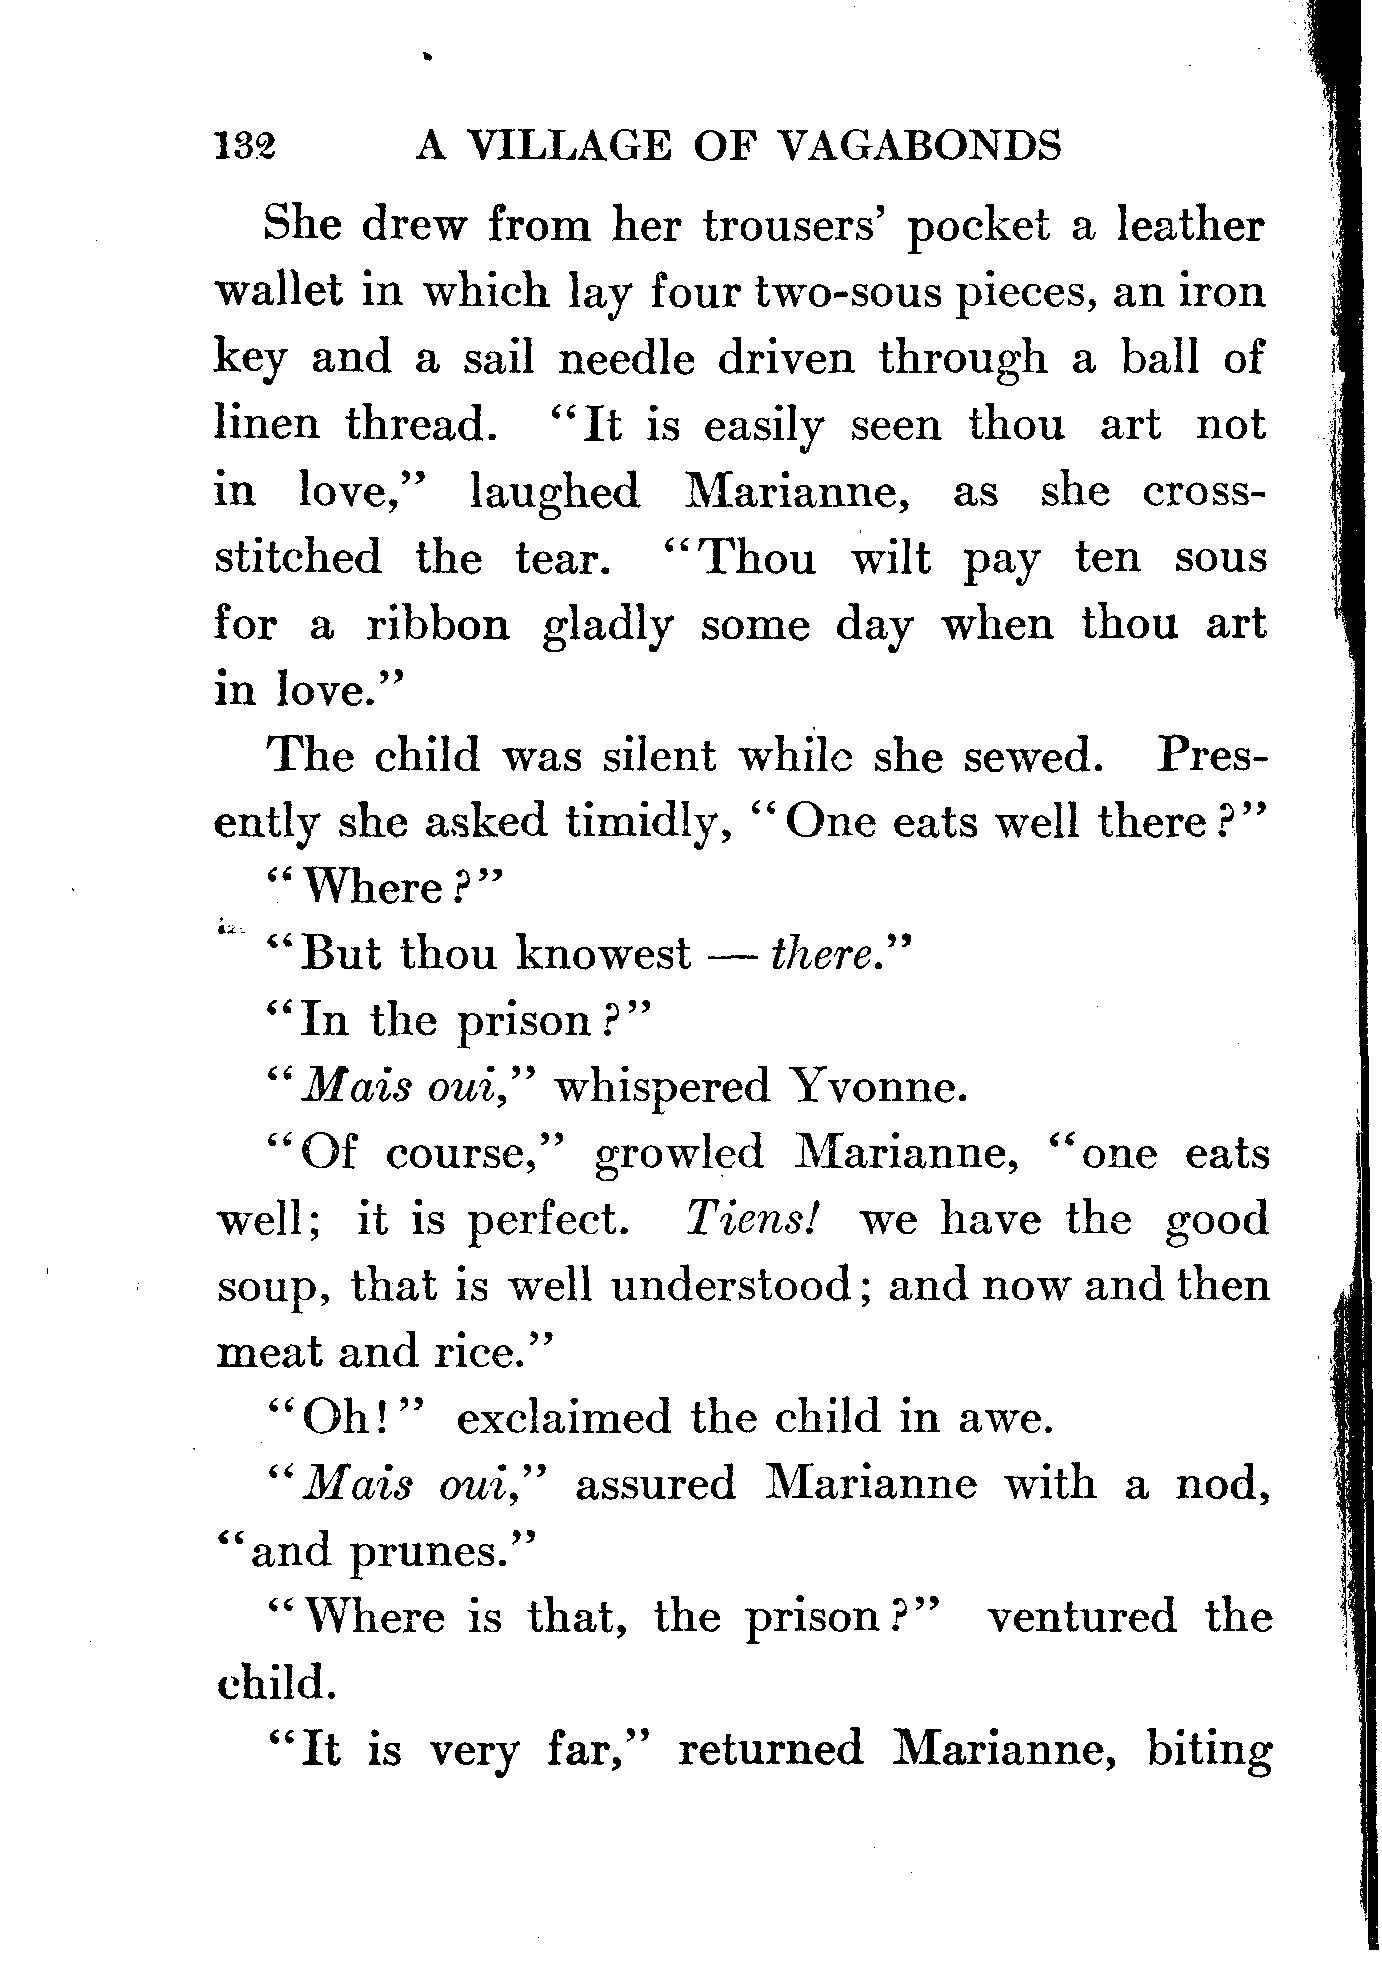 132 A VILLAGE OF VAGABONDS
She drew from her trousers' pocket a leather
wallet in which lay four two-sous pieces, an iron
key and a sail needle driven through a ball of
linen thread. "It is easily seen thou art not
in love," laughed Marianne, as she cross-
stitched the tear. "Thou wilt pay ten sous
for a ribbon gladly some day when thou art
in love."
The child was silent while she sewed. Pres-
ently she asked timidly, "One eats well there?"
"Where?"
"But thou knowest — there."
"In the prison?"
"Mais oui," whispered Yvonne.
"Of course," growled Marianne, "one eats
well; it is perfect. Tiens! we have the good
soup, that is well understood; and now and then
meat and rice."
"Oh!" exclaimed the child in awe.
"Mais oui," assured Marianne with a nod,
"and prunes."
"Where is that, the prison?" ventured the
child.
"It is very far," returned Marianne, biting